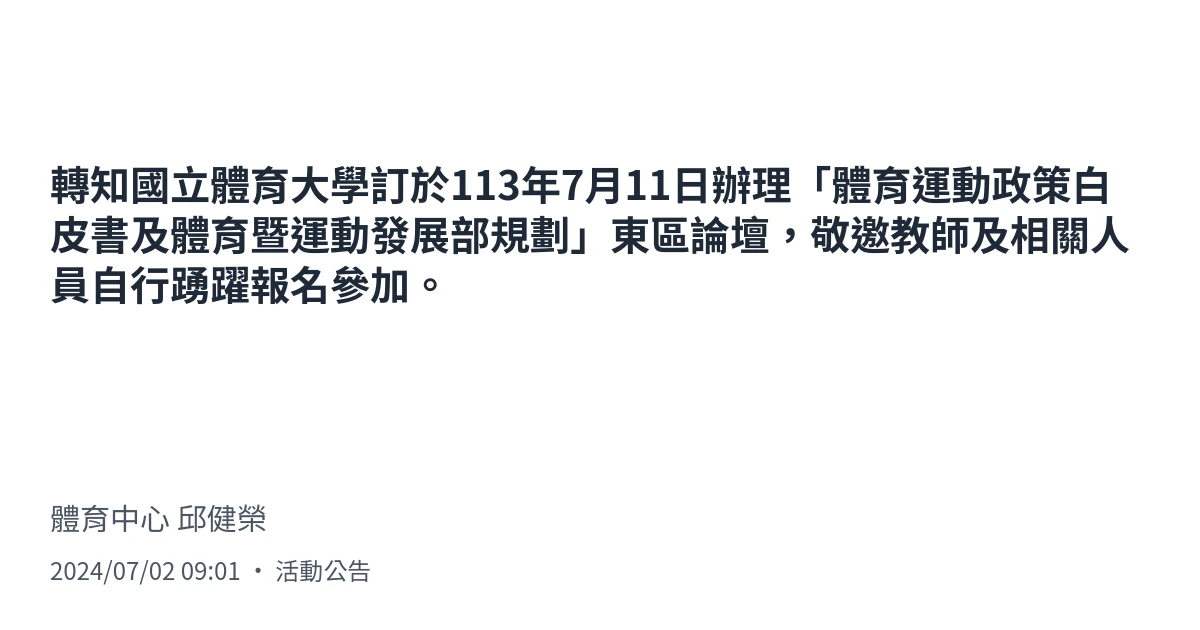 轉知國立體育大學訂於113年7月11日辦理「體育運動政策白
皮書及體育暨運動發展部規劃」東區論壇，敬邀教師及相關人
員自行踴躍報名參加。
體育中心 邱健榮
2024/07/02 09:01 ・ 活動公告